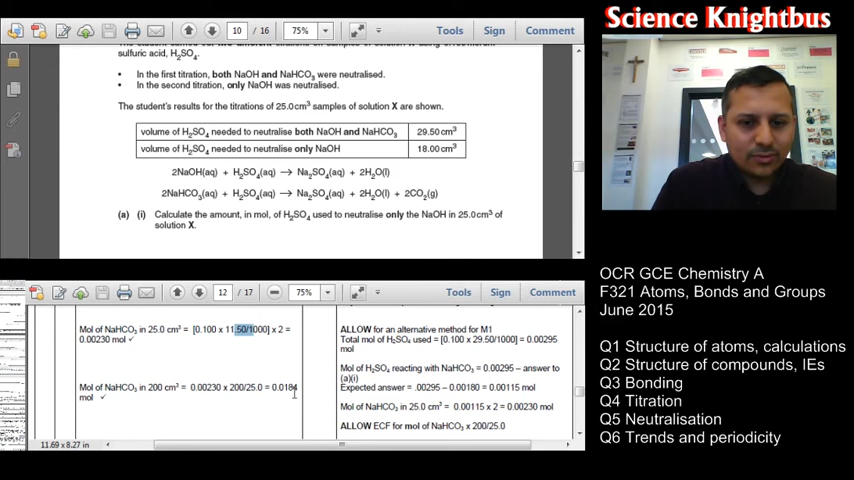 Science Knightbus
10 / 16
75%
Tools
Sign
Comment
sulfuric acid, H2SO4.
• In the first titration, both NaOH and NaHCO3 were neutralised.
• In the second titration, only NaOH was neutralised.
The student's results for the titrations of 25.0cm3 samples of solution X are shown.
volume of H2SO4 needed to neutralise both NaOH and NaHCO3 29.50cm3
volume of H2SO4 needed to neutralise only NaOH 18.00cm3
2NaOH(aq) + H2SO4(aq) → Na2SO4(aq) + 2H2O(l)
2NaHCO3(aq) + H2SO4(aq) → Na2SO4(aq) + 2H2O(l) + 2CO2(g)
(a) (i) Calculate the amount, in mol, of H2SO4 used to neutralise only the NaOH in 25.0cm3 of
solution X.
12 / 17
75%
Tools
Sign
Comment
Mol of NaHCO3 in 25.0 cm3 = [0.100 x 11.50/1000] x 2 =
0.00230 mol ✓
Mol of NaHCO3 in 200 cm3 = 0.00230 x 200/25.0 = 0.0184
mol ✓
ALLOW for an alternative method for M1
Total mol of H2SO4 used = [0.100 x 29.50/1000] = 0.00295
mol
Mol of H2SO4 reacting with NaHCO3 = 0.00295 – answer to
(a)(i)
Expected answer = .00295 – 0.00180 = 0.00115 mol
Mol of NaHCO3 in 25.0 cm3 = 0.00115 x 2 = 0.00230 mol
ALLOW ECF for mol of NaHCO3 x 200/25.0
11.69 x 8.27 in
OCR GCE Chemistry A
F321 Atoms, Bonds and Groups
June 2015
Q1 Structure of atoms, calculations
Q2 Structure of compounds, IEs
Q3 Bonding
Q4 Titration
Q5 Neutralisation
Q6 Trends and periodicity